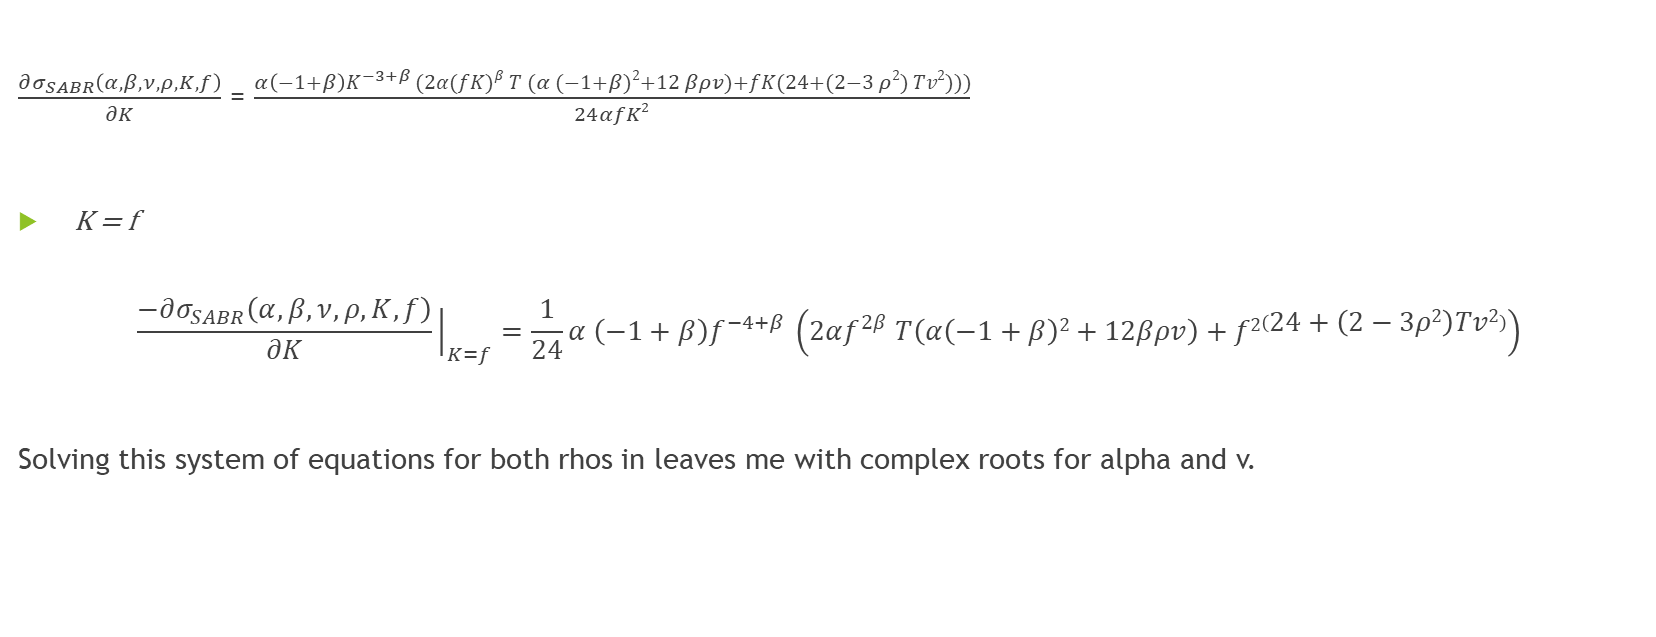 ∂σSABR(α,β,ν,ρ,K,f)/∂K = α(−1+β)K^−3+β (2α(fK)^β T (α (−1+β)^2+12 βρν)+fK(24+(2−3 ρ^2) Tν^2)))/24αfK^2
K = f
−∂σSABR(α, β, ν, ρ, K, f)/∂K|K=f = 1/24 α (−1 + β)f^−4+β (2αf^2β T(α(−1 + β)^2 + 12βρν) + f^2(24 + (2 − 3ρ^2)Tν^2))
Solving this system of equations for both rhos in leaves me with complex roots for alpha and v.